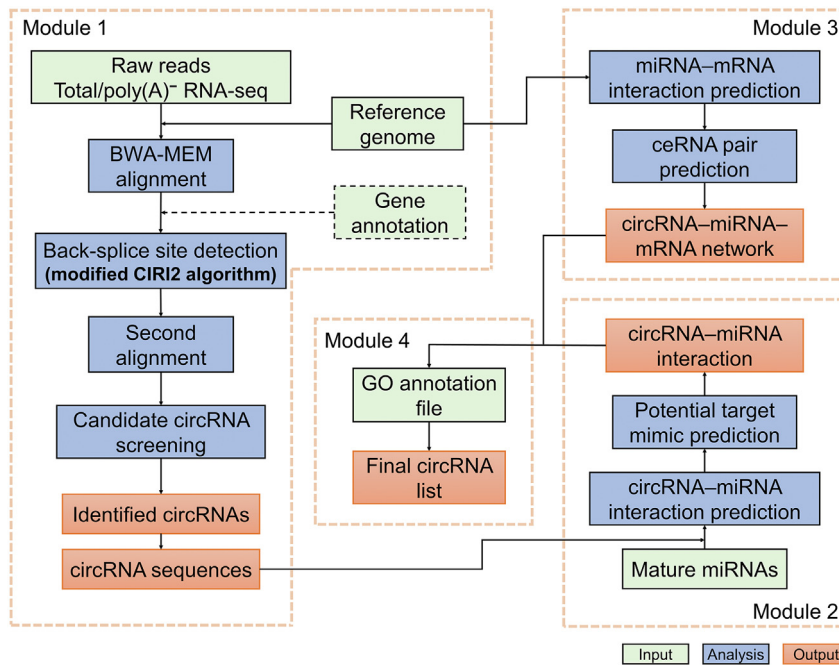 Module 1
Raw reads
Total/poly(A)⁻ RNA-seq
Reference
genome
BWA-MEM
alignment
Gene
annotation
Back-splice site detection
(modified CIRI2 algorithm)
Second
alignment
Candidate circRNA
screening
Identified circRNAs
circRNA sequences
Module 3
miRNA–mRNA
interaction prediction
ceRNA pair
prediction
circRNA–miRNA–
mRNA network
Module 4
GO annotation
file
Final circRNA
list
circRNA–miRNA
interaction
Potential target
mimic prediction
circRNA–miRNA
interaction prediction
Mature miRNAs
Module 2
Input
Analysis
Output